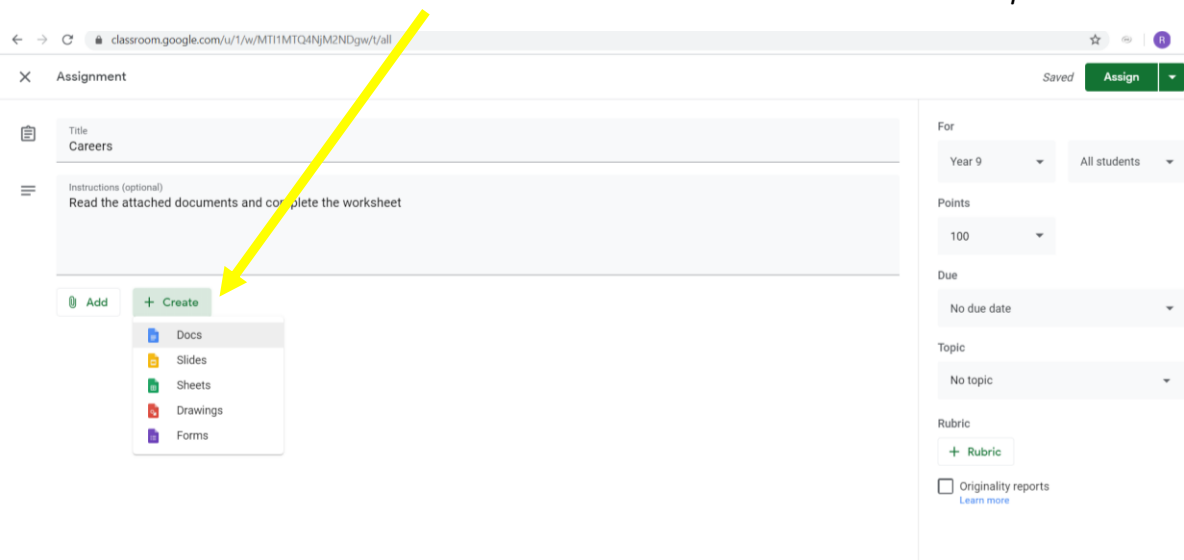 classroom.google.com/u/1/w/MTI1MTQ4NjM2NDgw/t/all
R
Assignment
Saved
Assign
Title
Careers
Instructions (optional)
Read the attached documents and complete the worksheet
Add
+ Create
Docs
Slides
Sheets
Drawings
Forms
For
Year 9
All students
Points
100
Due
No due date
Topic
No topic
Rubric
+ Rubric
Originality reports
Learn more